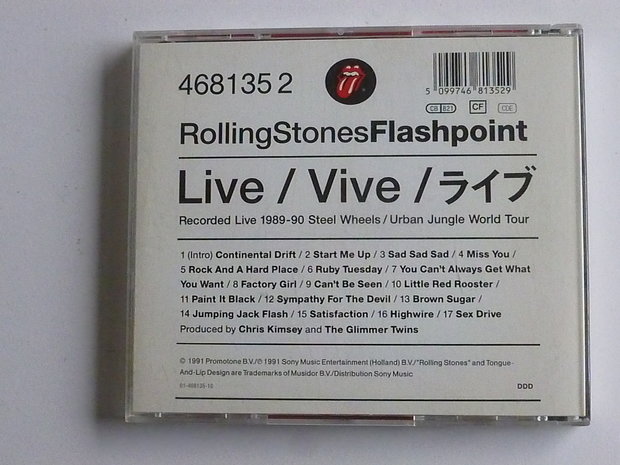 468135 2
5 099746 813529
CB 821
CF
CDE
RollingStonesFlashpoint
Live / Vive / ライブ
Recorded Live 1989-90 Steel Wheels / Urban Jungle World Tour
1 (Intro) Continental Drift / 2 Start Me Up / 3 Sad Sad Sad / 4 Miss You /
5 Rock And A Hard Place / 6 Ruby Tuesday / 7 You Can't Always Get What
You Want / 8 Factory Girl / 9 Can't Be Seen / 10 Little Red Rooster /
11 Paint It Black / 12 Sympathy For The Devil / 13 Brown Sugar /
14 Jumping Jack Flash / 15 Satisfaction / 16 Highwire / 17 Sex Drive
Produced by Chris Kimsey and The Glimmer Twins
© 1991 Promotone B.V./℗ 1991 Sony Music Entertainment (Holland) B.V./"Rolling Stones" and Tongue-
And-Lip Design are Trademarks of Musidor B.V./Distribution Sony Music
01-468135-10
DDD